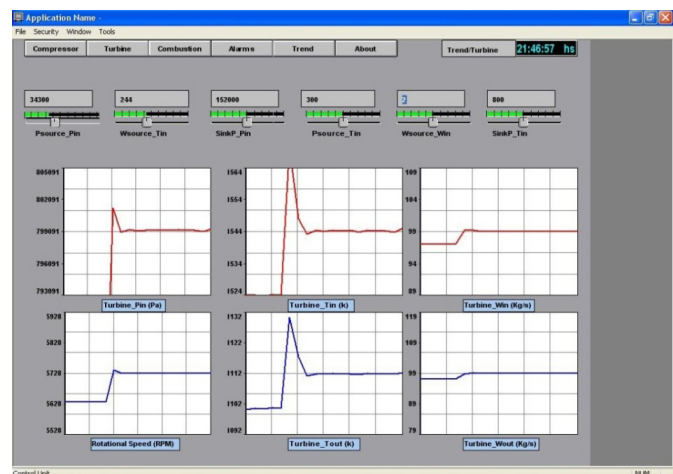 Application Name -
File Security Window Tools
Compressor Turbine Combustion Alarms Trend About Trend/Turbine 21:46:57 hs
34300 244 152000 300 800
Psource_Pin Wsource_Tin SinkP_Pin Psource_Tin Wsource_Win SinkP_Tin
805091 1564 109
802091 1554 104
799091 1544 99
796091 1534 94
793091 1524 89
Turbine_Pin (Pa) Turbine_Tin (k) Turbine_Win (Kg/s)
5928 1132 119
5828 1122 109
5728 1112 99
5628 1102 89
5528 1092 79
Rotational Speed (RPM) Turbine_Tout (k) Turbine_Wout (Kg/s)
Control Unit NUM